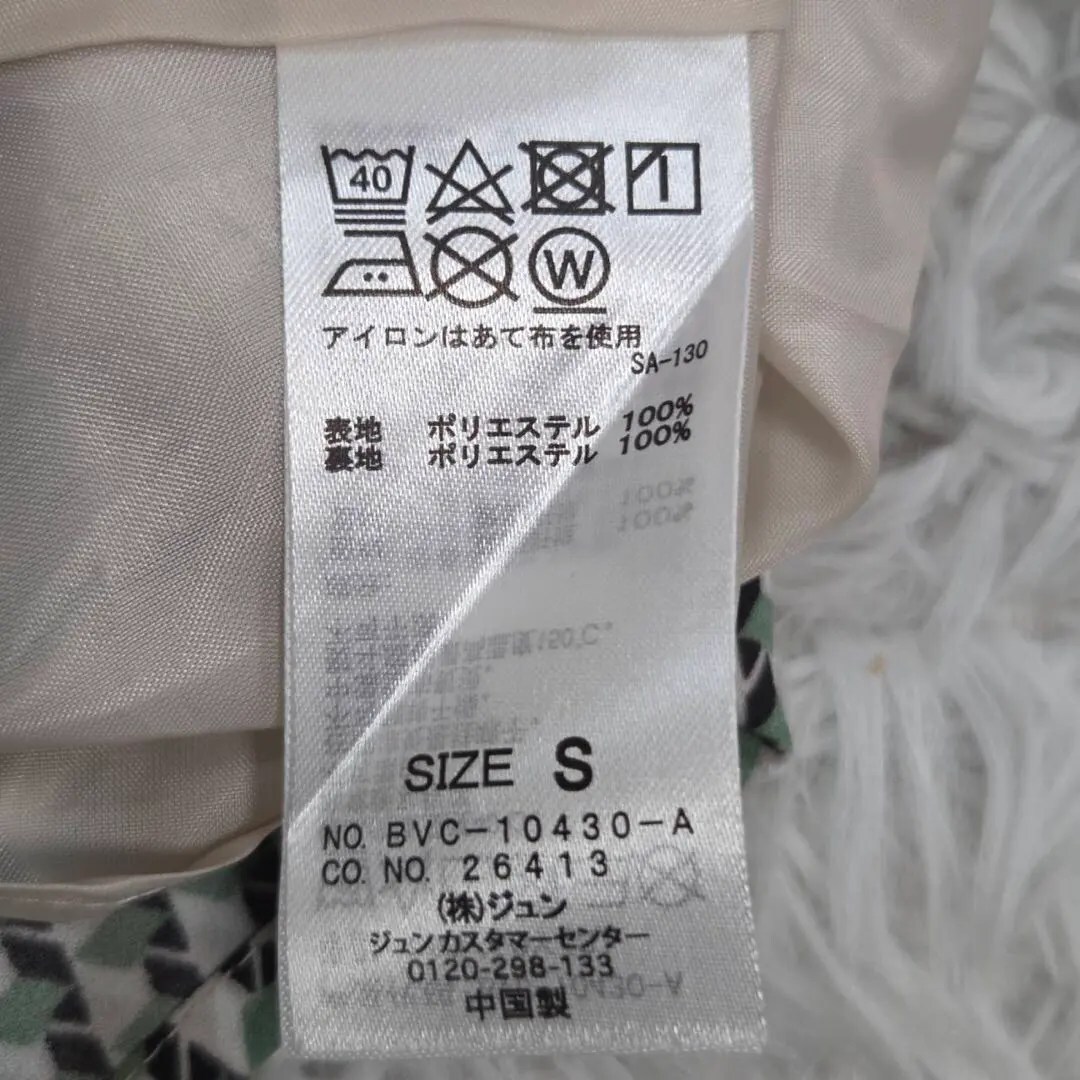 40
W
アイロンはあて布を使用
SA-130
表地 ポリエステル 100%
裏地 ポリエステル 100%
SIZE S
NO. BVC-10430-A
CO. NO. 26413
(株)ジュン
ジュンカスタマーセンター
0120-298-133
中国製